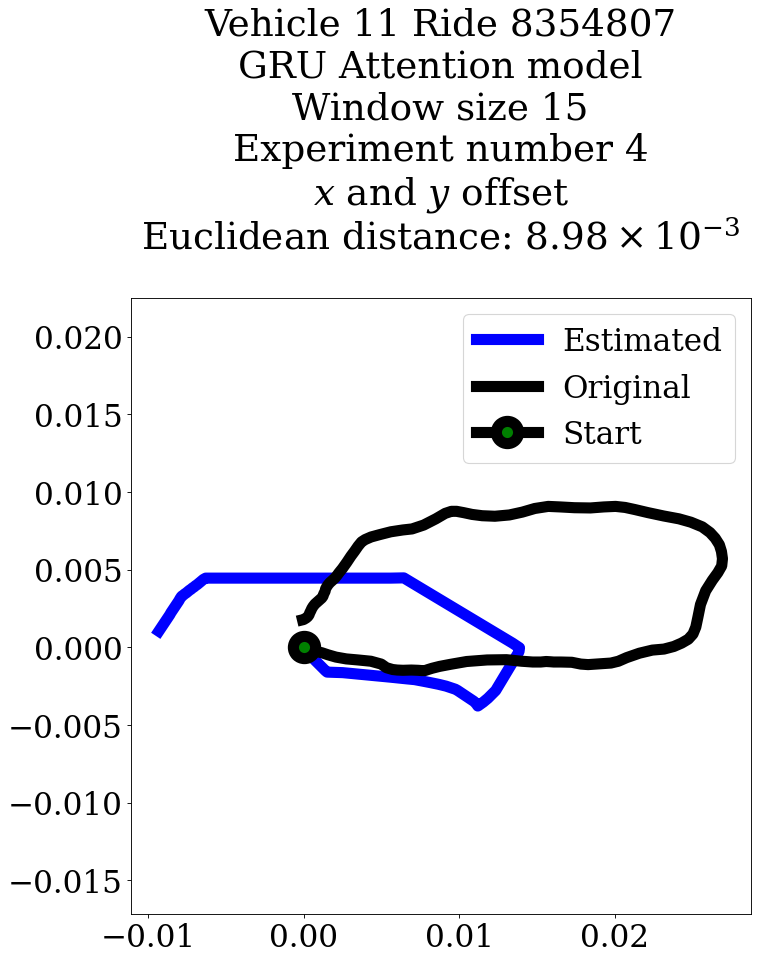 Vehicle 11 Ride 8354807
GRU Attention model
Window size 15
Experiment number 4
x and y offset
Euclidean distance: 8.98 × 10⁻³
Estimated
Original
Start
0.020
0.015
0.010
0.005
0.000
−0.005
−0.010
−0.015
−0.01 0.00 0.01 0.02